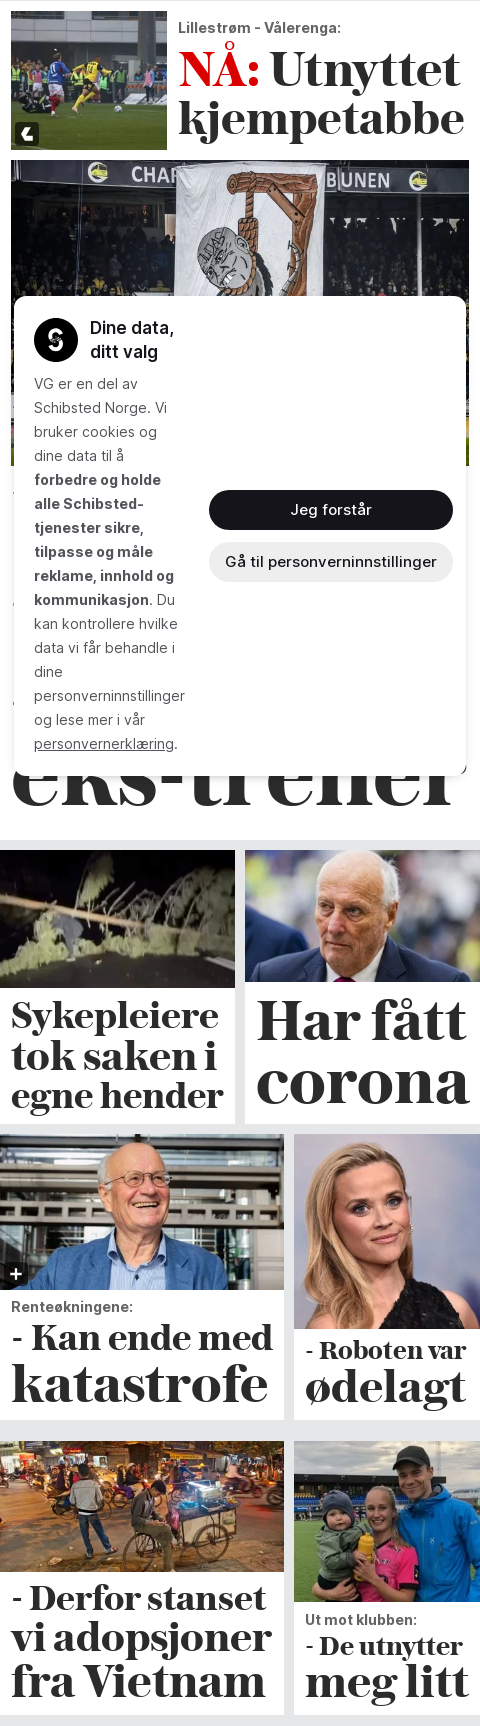 Lillestrøm - Vålerenga:
NÅ: Utnyttet
kjempetabbe
CHAR
BUNEN
JUDAS
Dine data,
ditt valg
VG er en del av
Schibsted Norge. Vi
bruker cookies og
dine data til å
forbedre og holde
alle Schibsted-
tjenester sikre,
tilpasse og måle
reklame, innhold og
kommunikasjon. Du
kan kontrollere hvilke
data vi får behandle i
dine
personverninnstillinger
og lese mer i vår
personvernerklæring.
Jeg forstår
Gå til personverninnstillinger
eks-trener
Sykepleiere
tok saken i
egne hender
Har fått
corona
Renteøkningene:
- Kan ende med
katastrofe
- Roboten var
ødelagt
- Derfor stanset
vi adopsjoner
fra Vietnam
Ut mot klubben:
- De utnytter
meg litt